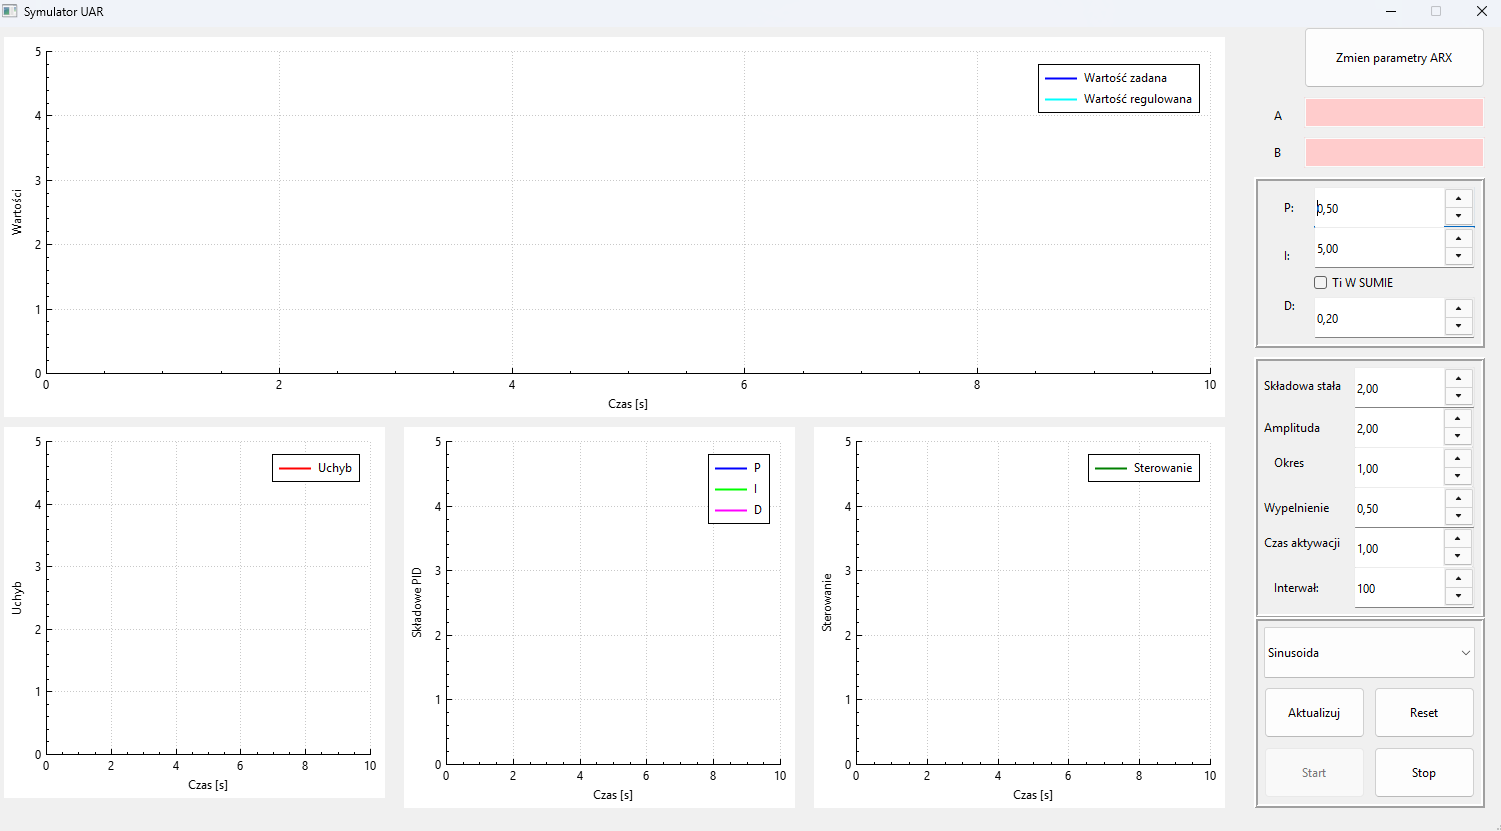 Symulator UAR
Zmien parametry ARX
A
B
P:
0,50
I:
5,00
Ti W SUMIE
D:
0,20
Składowa stała
2,00
Amplituda
2,00
Okres
1,00
Wypelnienie
0,50
Czas aktywacji
1,00
Interwał:
100
Sinusoida
Aktualizuj
Reset
Start
Stop
Wartości
5
4
3
2
1
0
0 2 4 6 8 10
Czas [s]
Wartość zadana
Wartość regulowana
Uchyb
5
4
3
2
1
0
0 2 4 6 8 10
Czas [s]
Uchyb
Składowe PID
5
4
3
2
1
0
0 2 4 6 8 10
Czas [s]
P
I
D
Sterowanie
5
4
3
2
1
0
0 2 4 6 8 10
Czas [s]
Sterowanie